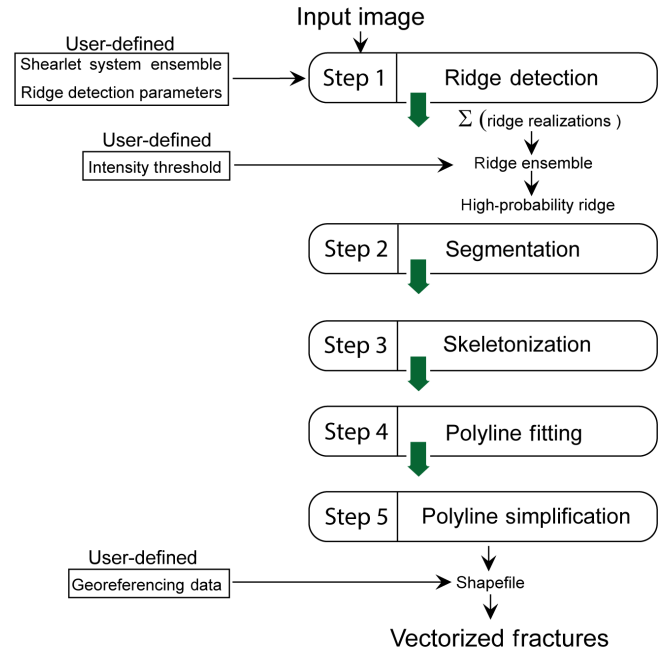 Input image
User-defined
Shearlet system ensemble
Ridge detection parameters
Step 1 Ridge detection
Σ (ridge realizations )
User-defined
Intensity threshold
Ridge ensemble
High-probability ridge
Step 2 Segmentation
Step 3 Skeletonization
Step 4 Polyline fitting
Step 5 Polyline simplification
User-defined
Georeferencing data
Shapefile
Vectorized fractures